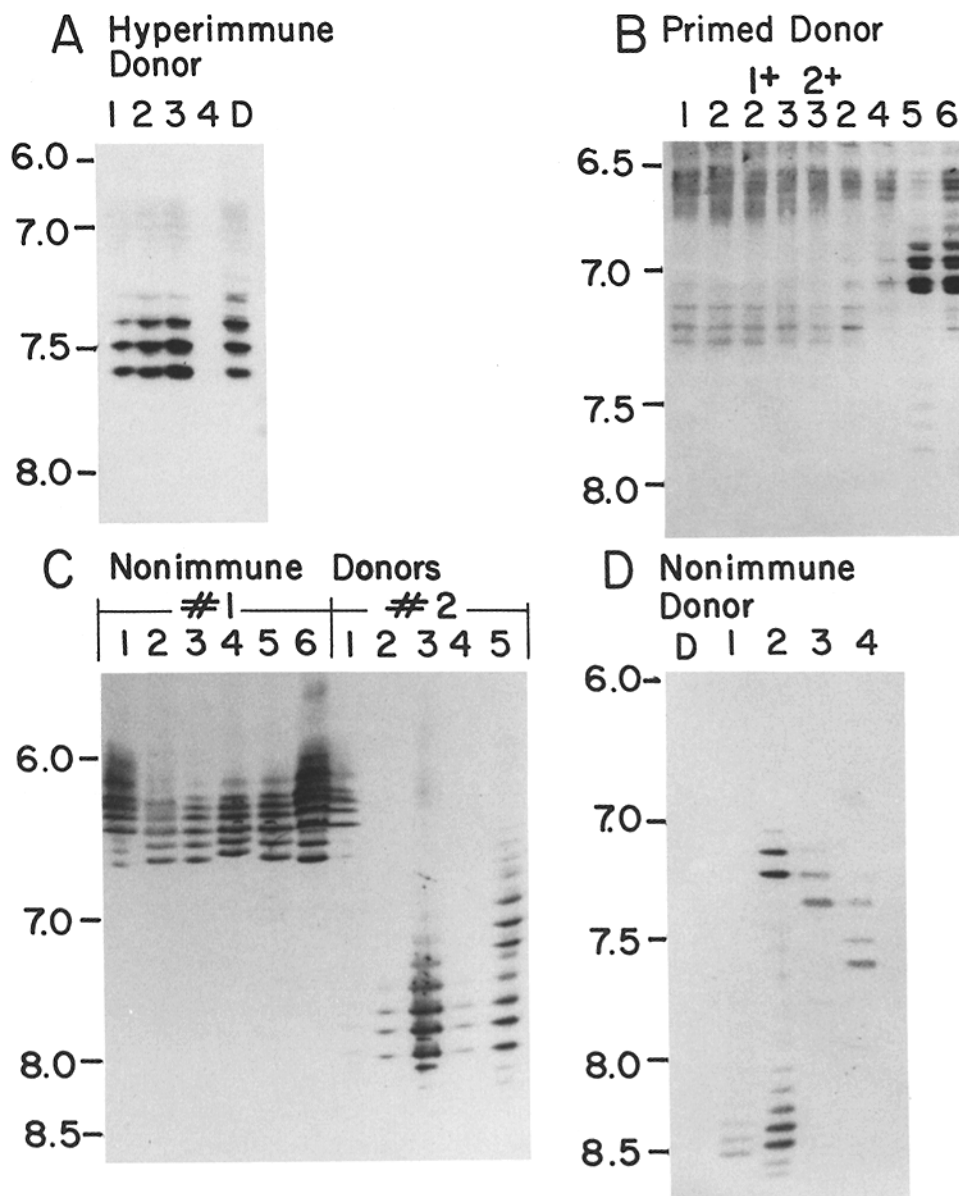 A Hyperimmune
Donor
1 2 3 4 D
6.0
7.0
7.5
8.0
B Primed Donor
1+ 2+
1 2 2 3 3 2 4 5 6
6.5
7.0
7.5
8.0
C Nonimmune Donors
#1 #2
1 2 3 4 5 6 1 2 3 4 5
6.0
7.0
8.0
8.5
D Nonimmune
Donor
D 1 2 3 4
6.0
7.0
7.5
8.0
8.5